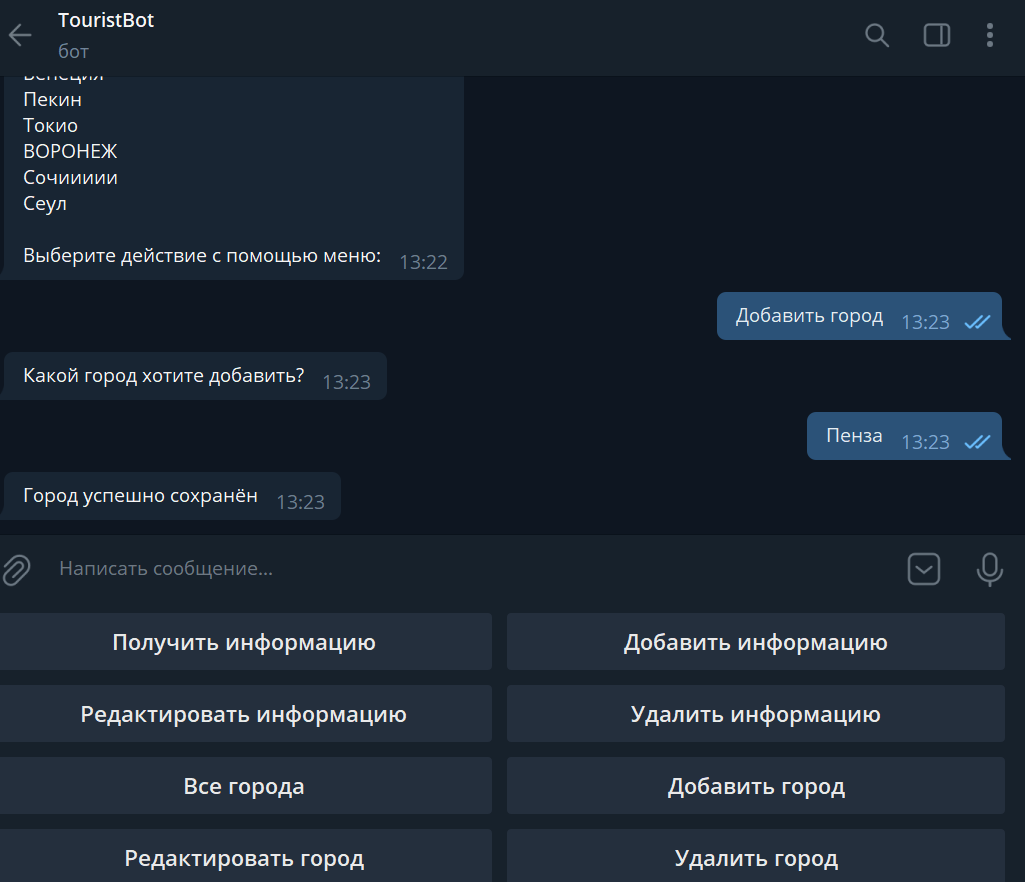 TouristBot
бот
Венеция
Пекин
Токио
ВОРОНЕЖ
Сочиииии
Сеул
Выберите действие с помощью меню: 13:22
Добавить город 13:23
Какой город хотите добавить? 13:23
Пенза 13:23
Город успешно сохранён 13:23
Написать сообщение...
Получить информацию
Добавить информацию
Редактировать информацию
Удалить информацию
Все города
Добавить город
Редактировать город
Удалить город